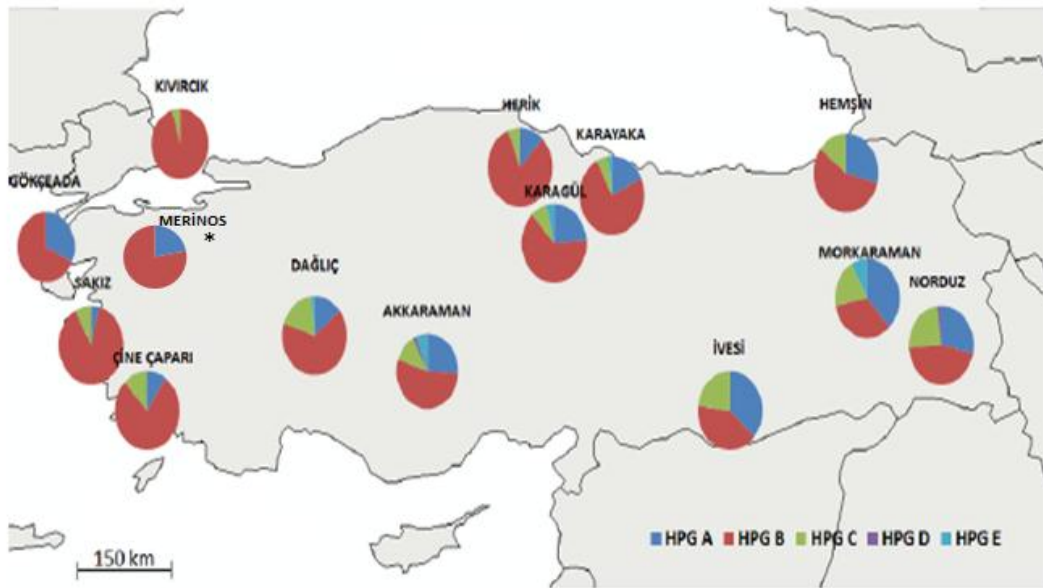 KIVIRCIK
HERİK
HEMŞİN
KARAYAKA
GÖKÇEADA
KARAGÜL
MERİNOS
*
DAĞLIÇ
MORKARAMAN
SAKIZ
NORDUZ
AKKARAMAN
ÇİNE ÇAPARI
İVESİ
HPG A HPG B HPG C HPG D HPG E
150 km